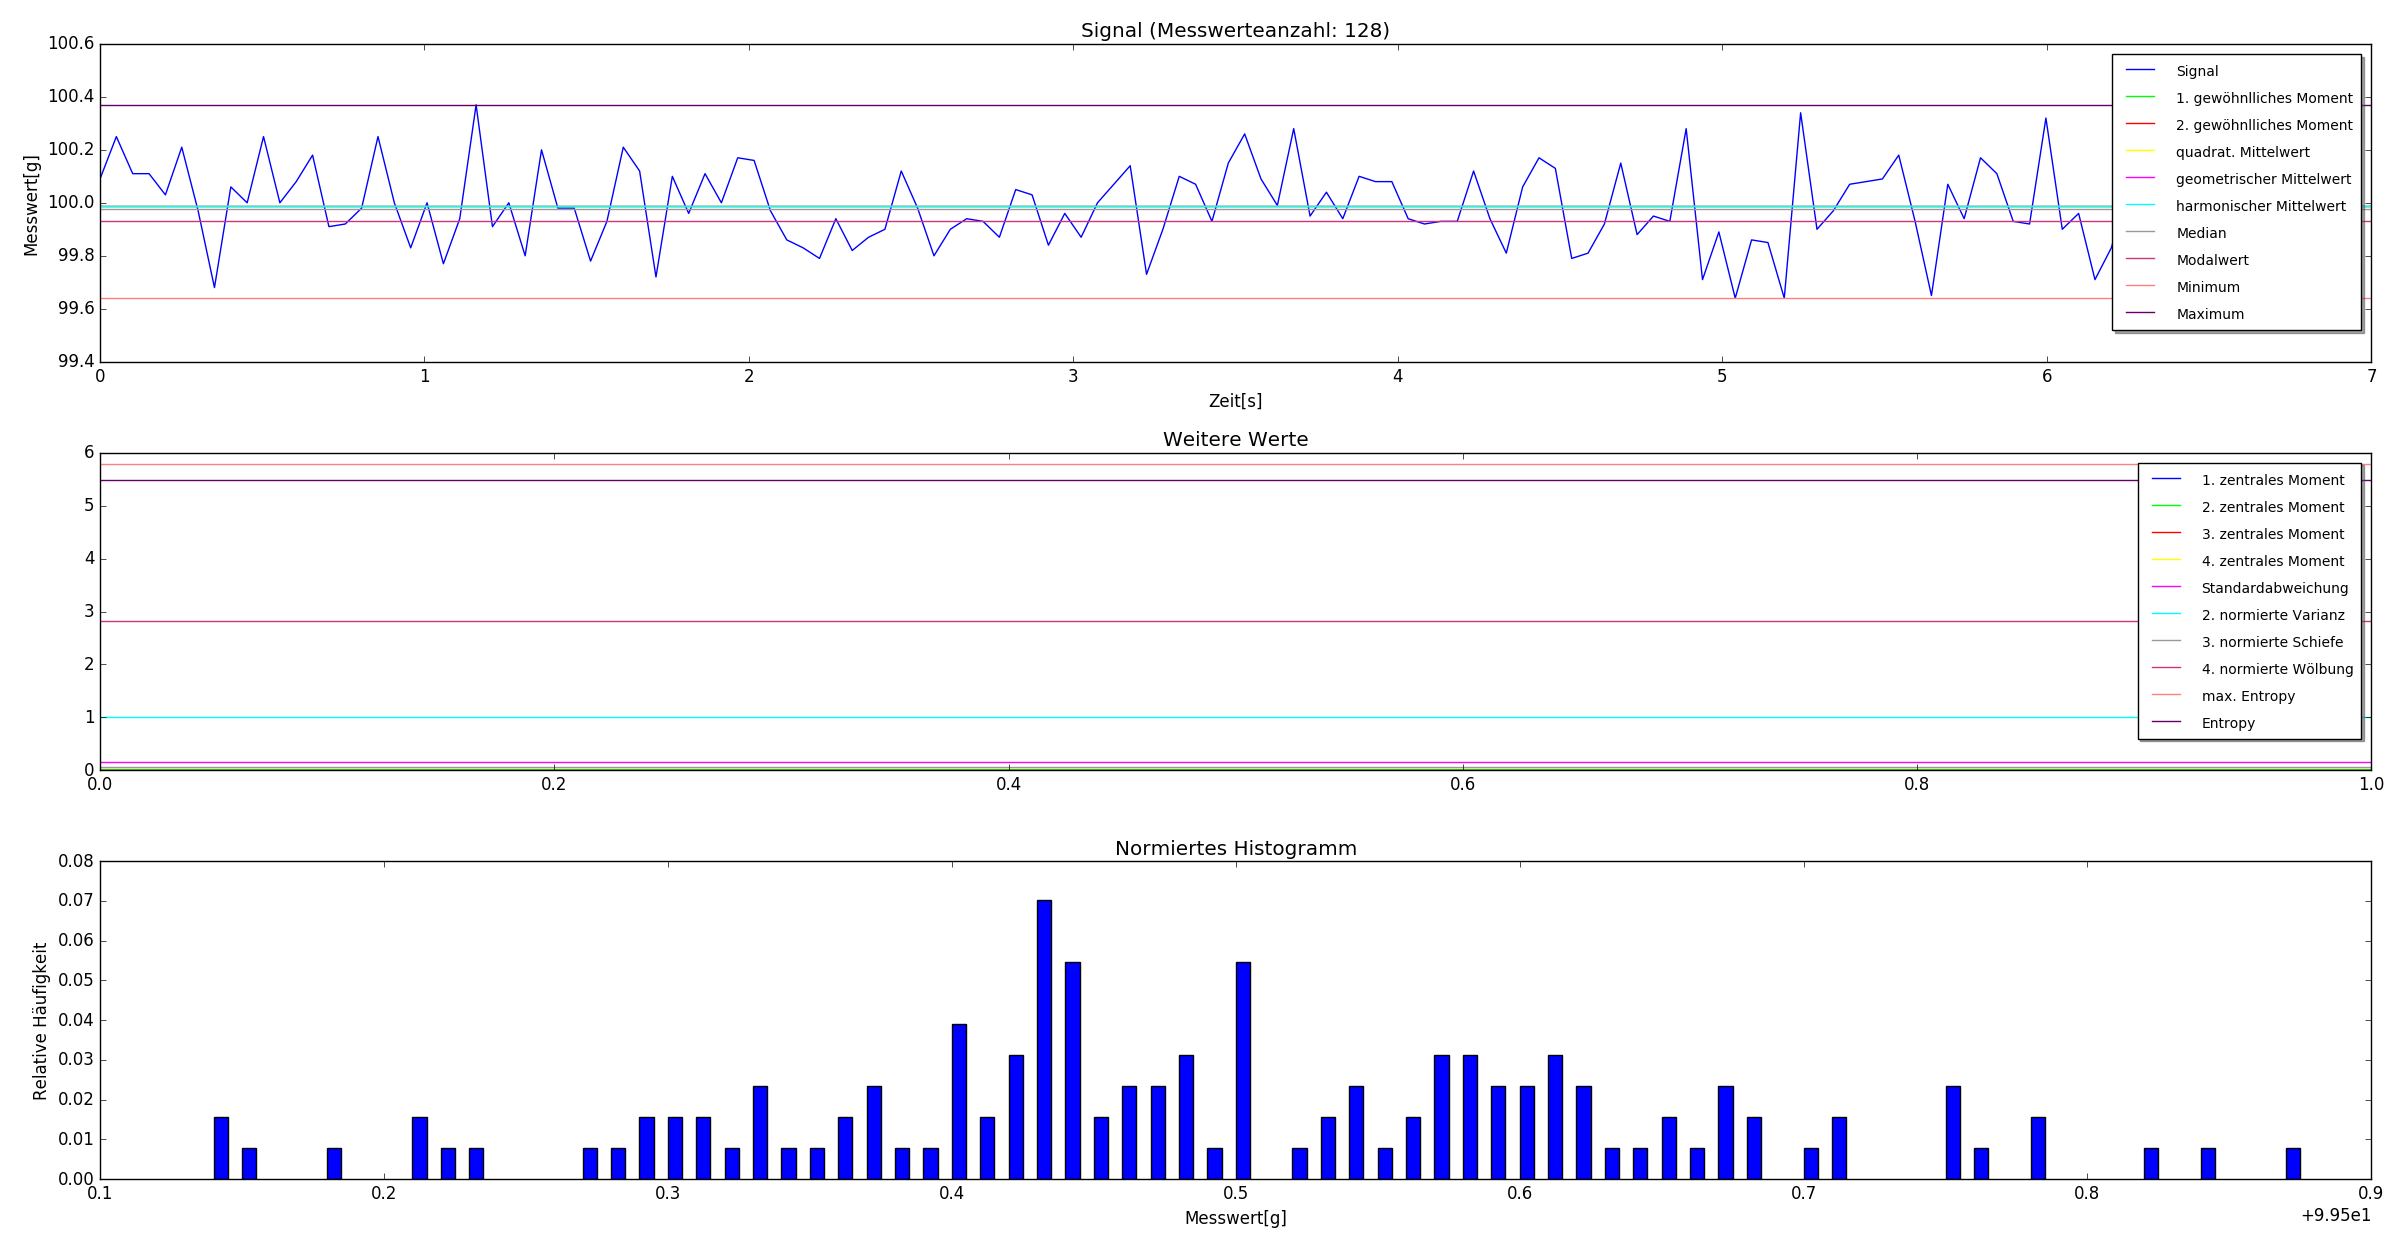 Signal (Messwerteanzahl: 128)
100.6
100.4
100.2
100.0
99.8
99.6
99.4
Messwert[g]
0 1 2 3 4 5 6 7
Zeit[s]
Signal
1. gewöhnlliches Moment
2. gewöhnlliches Moment
quadrat. Mittelwert
geometrischer Mittelwert
harmonischer Mittelwert
Median
Modalwert
Minimum
Maximum
Weitere Werte
6
5
4
3
2
1
0
0.0 0.2 0.4 0.6 0.8 1.0
1. zentrales Moment
2. zentrales Moment
3. zentrales Moment
4. zentrales Moment
Standardabweichung
2. normierte Varianz
3. normierte Schiefe
4. normierte Wölbung
max. Entropy
Entropy
Normiertes Histogramm
0.08
0.07
0.06
0.05
0.04
0.03
0.02
0.01
0.00
Relative Häufigkeit
0.1 0.2 0.3 0.4 0.5 0.6 0.7 0.8 0.9
Messwert[g]
+9.95e1